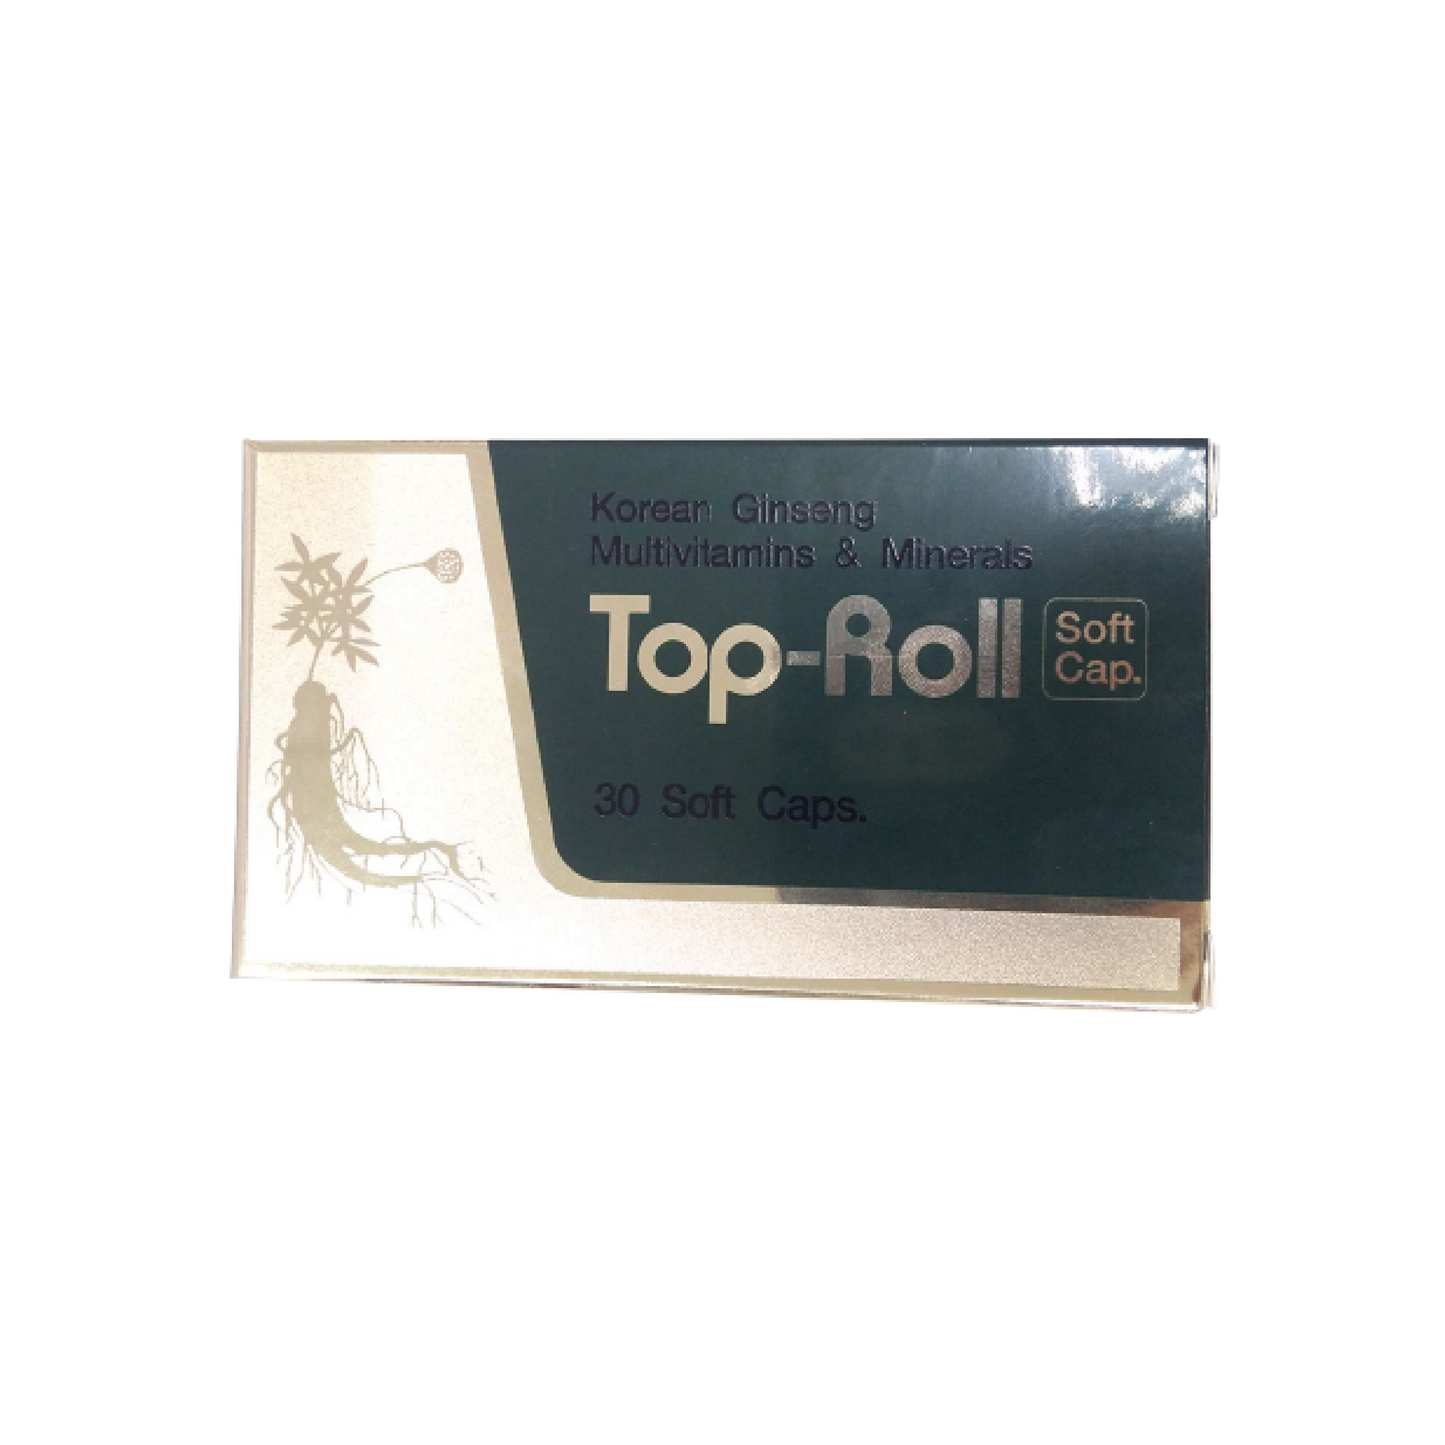 Korean Ginseng
Multivitamins & Minerals
Top-Roll
Soft
Cap.
30 Soft Caps.